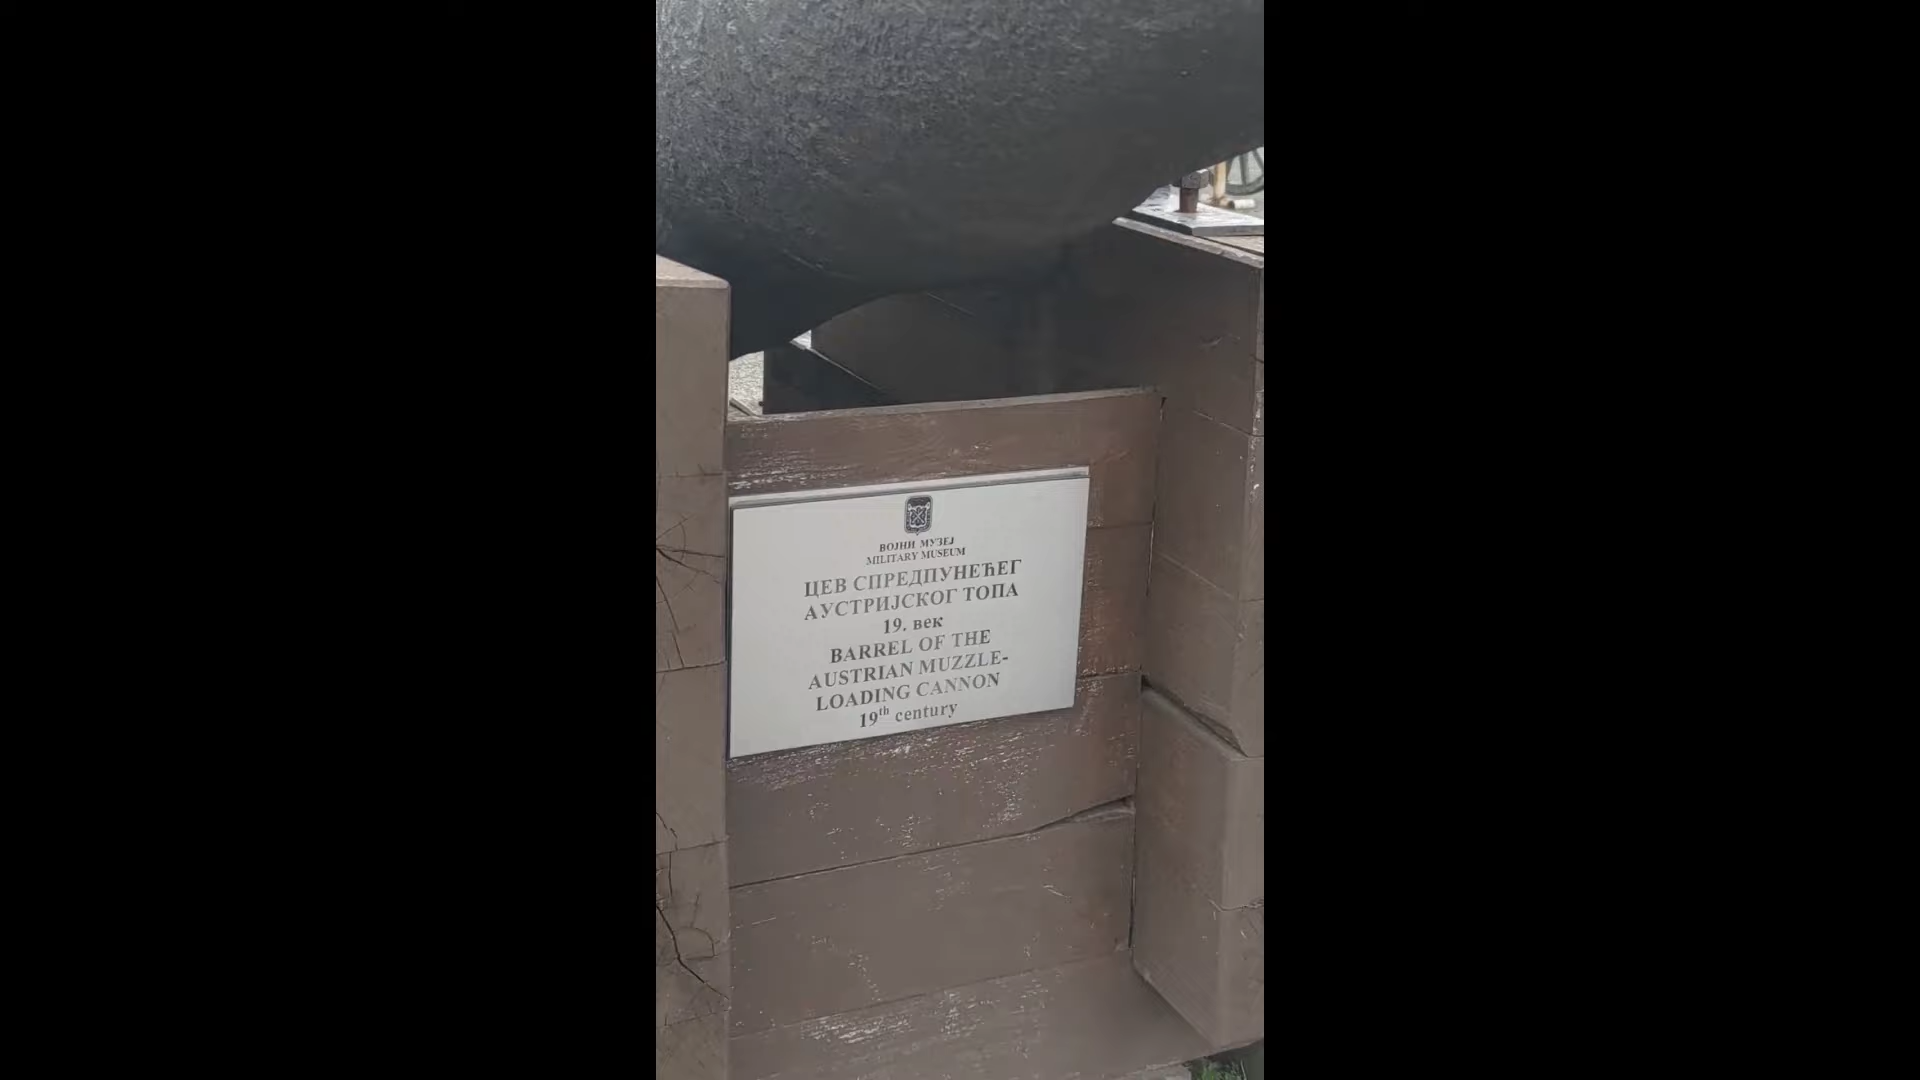 ВОЈНИ МУЗЕЈ
MILITARY MUSEUM
ЦЕВ СПРЕДПУНЕЋЕГ
АУСТРИЈСКОГ ТОПА
19. век
BARREL OF THE
AUSTRIAN MUZZLE-
LOADING CANNON
19th century